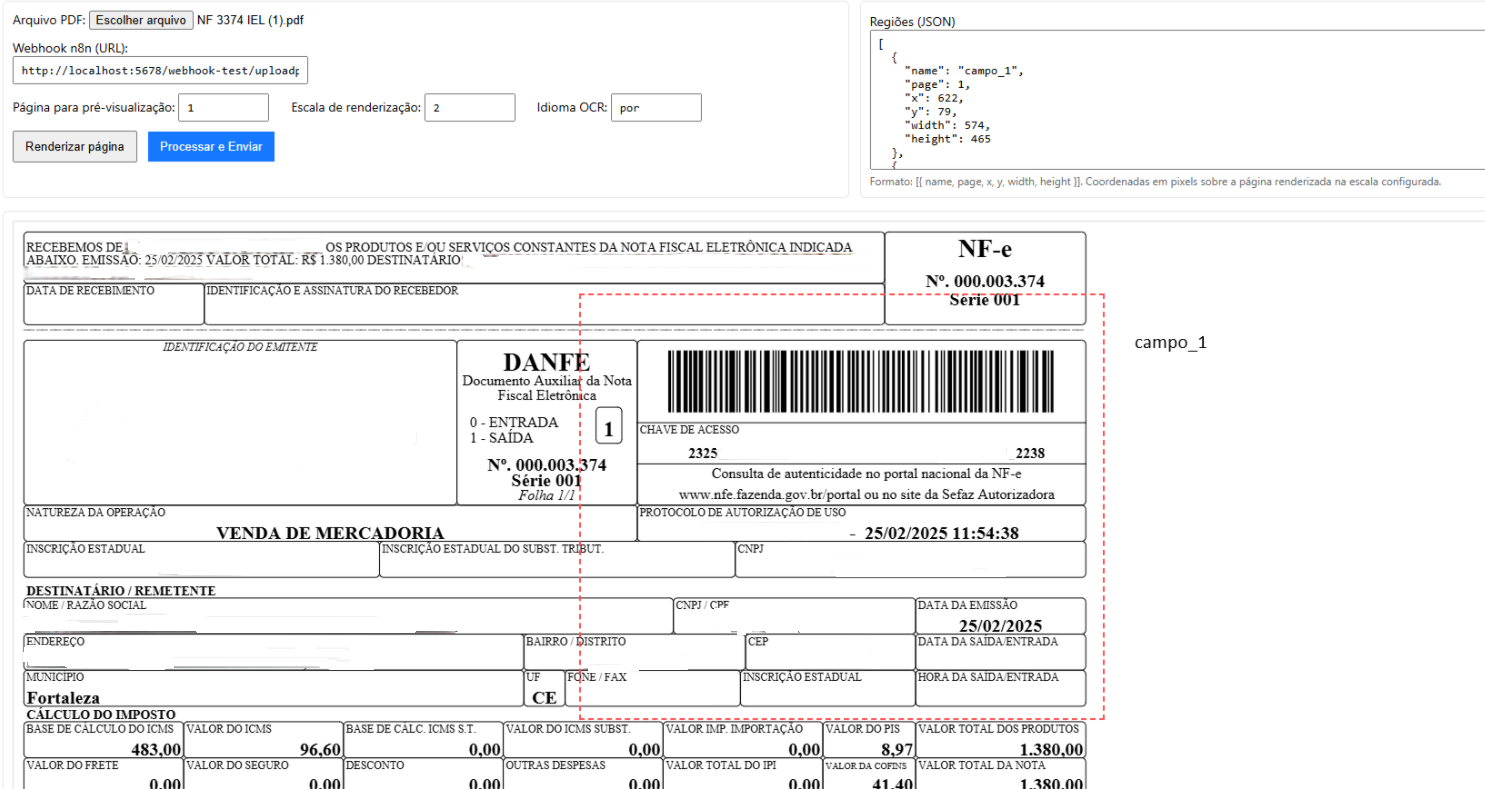 Arquivo PDF: Escolher arquivo NF 3374 IEL (1).pdf
Webhook n8n (URL):
http://localhost:5678/webhook-test/uploadp
Página para pré-visualização: 1 Escala de renderização: 2 Idioma OCR: por
Renderizar página Processar e Enviar
Regiões (JSON)
[
{
"name": "campo_1",
"page": 1,
"x": 622,
"y": 79,
"width": 574,
"height": 465
},
{
Formato: [{ name, page, x, y, width, height }]. Coordenadas em pixels sobre a página renderizada na escala configurada.
RECEBEMOS DE OS PRODUTOS E/OU SERVIÇOS CONSTANTES DA NOTA FISCAL ELETRÔNICA INDICADA
ABAIXO. EMISSÃO: 25/02/2025 VALOR TOTAL: R$ 1.380,00 DESTINATÁRIO
NF-e
Nº. 000.003.374
Série 001
DATA DE RECEBIMENTO IDENTIFICAÇÃO E ASSINATURA DO RECEBEDOR
campo_1
IDENTIFICAÇÃO DO EMITENTE
DANFE
Documento Auxiliar da Nota
Fiscal Eletrônica
0 - ENTRADA
1 - SAÍDA
1
Nº. 000.003.374
Série 001
Folha 1/1
CHAVE DE ACESSO
2325 2238
Consulta de autenticidade no portal nacional da NF-e
www.nfe.fazenda.gov.br/portal ou no site da Sefaz Autorizadora
NATUREZA DA OPERAÇÃO PROTOCOLO DE AUTORIZAÇÃO DE USO
VENDA DE MERCADORIA - 25/02/2025 11:54:38
INSCRIÇÃO ESTADUAL INSCRIÇÃO ESTADUAL DO SUBST. TRIBUT. CNPJ
DESTINATÁRIO / REMETENTE
NOME / RAZÃO SOCIAL CNPJ / CPF DATA DA EMISSÃO
25/02/2025
ENDEREÇO BAIRRO / DISTRITO CEP DATA DA SAÍDA/ENTRADA
MUNICÍPIO UF FONE / FAX INSCRIÇÃO ESTADUAL HORA DA SAÍDA/ENTRADA
Fortaleza CE
CÁLCULO DO IMPOSTO
BASE DE CÁLCULO DO ICMS VALOR DO ICMS BASE DE CÁLC. ICMS S.T. VALOR DO ICMS SUBST. VALOR IMP. IMPORTAÇÃO VALOR DO PIS VALOR TOTAL DOS PRODUTOS
483,00 96,60 0,00 0,00 0,00 8,97 1.380,00
VALOR DO FRETE VALOR DO SEGURO DESCONTO OUTRAS DESPESAS VALOR TOTAL DO IPI VALOR DA COFINS VALOR TOTAL DA NOTA
0,00 0,00 0,00 0,00 0,00 41,40 1.380,00